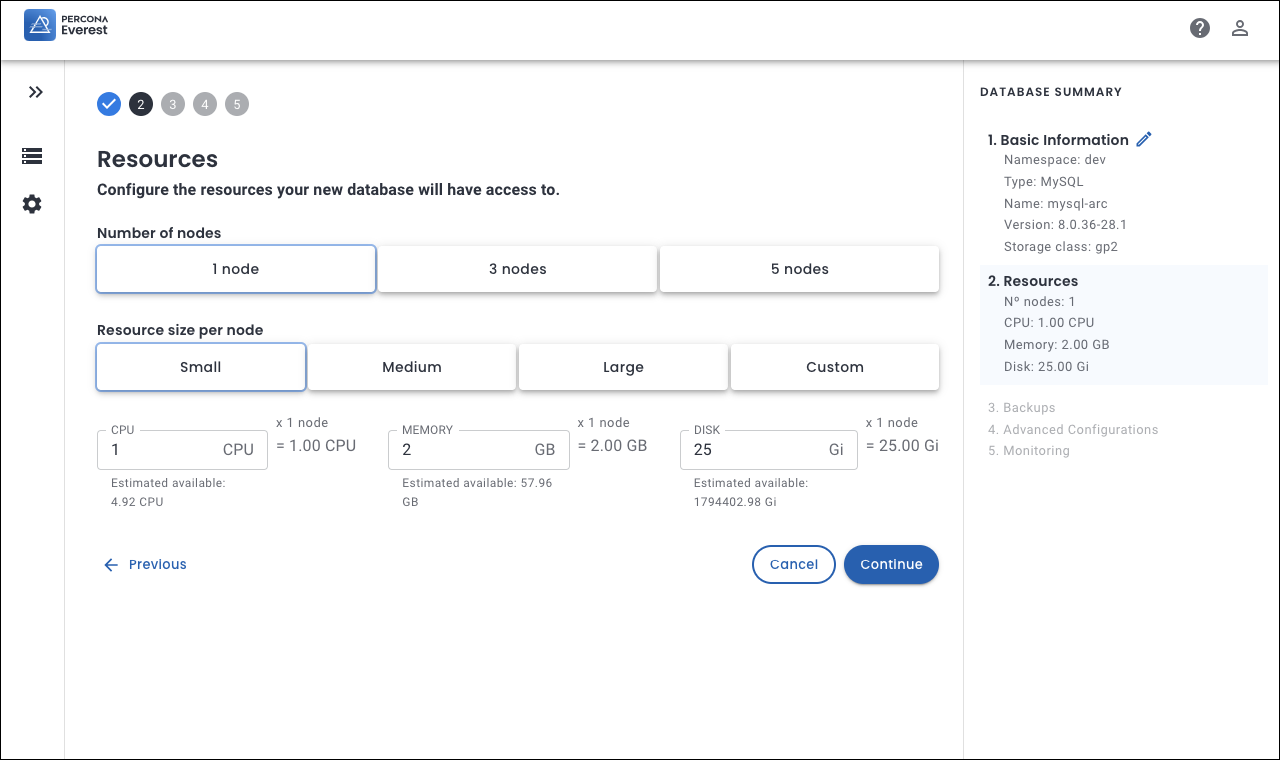 PERCONA
Everest
2 3 4 5
Resources
Configure the resources your new database will have access to.
Number of nodes
1 node
3 nodes
5 nodes
Resource size per node
Small
Medium
Large
Custom
CPU
1 CPU
x 1 node
= 1.00 CPU
Estimated available:
4.92 CPU
MEMORY
2 GB
x 1 node
= 2.00 GB
Estimated available: 57.96
GB
DISK
25 Gi
x 1 node
= 25.00 Gi
Estimated available:
1794402.98 Gi
Previous
Cancel
Continue
DATABASE SUMMARY
1. Basic Information
Namespace: dev
Type: MySQL
Name: mysql-arc
Version: 8.0.36-28.1
Storage class: gp2
2. Resources
Nº nodes: 1
CPU: 1.00 CPU
Memory: 2.00 GB
Disk: 25.00 Gi
3. Backups
4. Advanced Configurations
5. Monitoring